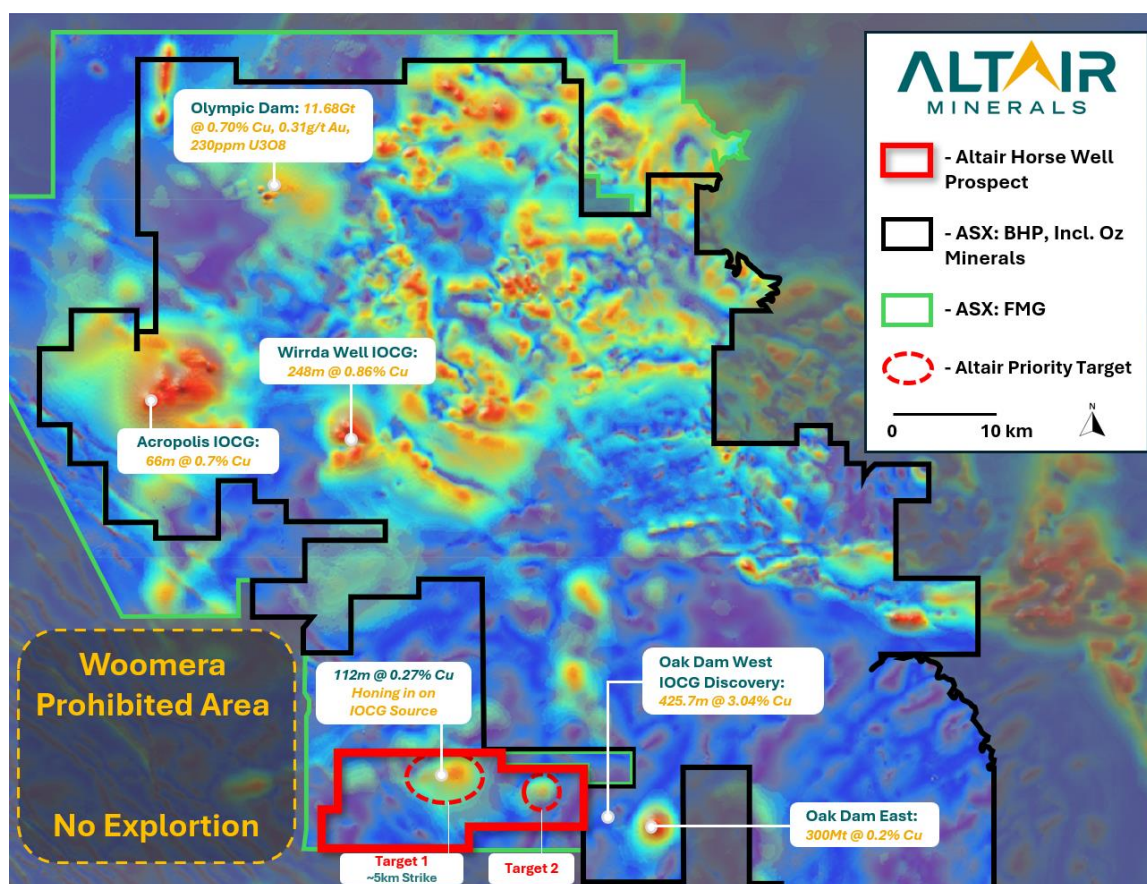 Olympic Dam: 11.68Gt
@ 0.70% Cu, 0.31g/t Au,
230ppm U3O8
Wirrda Well IOCG:
248m @ 0.86% Cu
Acropolis IOCG:
66m @ 0.7% Cu
Woomera
Prohibited Area
No Explortion
112m @ 0.27% Cu
Honing in on
IOCG Source
Oak Dam West
IOCG Discovery:
425.7m @ 3.04% Cu
Oak Dam East:
300Mt @ 0.2% Cu
Target 1
~5km Strike
Target 2
ALTAIR
MINERALS
- Altair Horse Well
Prospect
- ASX: BHP, Incl. Oz
Minerals
- ASX: FMG
- Altair Priority Target
0 10 km
N